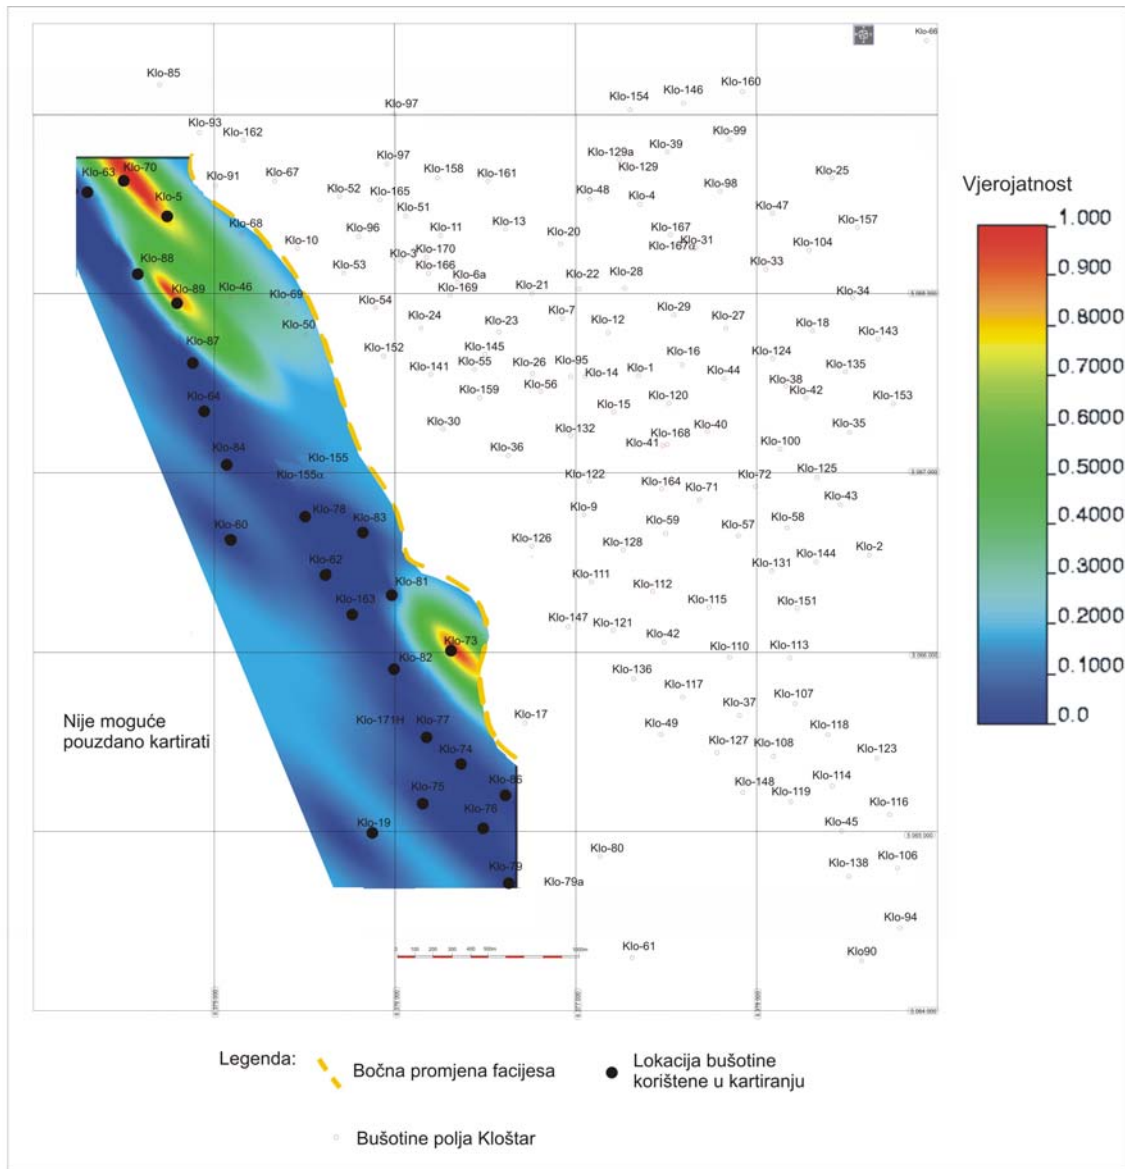 Klo-66
Klo-85
Klo-160
Klo-146
Klo-154
Klo-97
Klo-93
Klo-162
Klo-99
Klo-39
Klo-129a
Klo-97
Klo-129
Klo-63
Klo-70
Klo-91
Klo-67
Klo-158
Klo-161
Klo-25
Vjerojatnost
Klo-52
Klo-165
Klo-48
Klo-4
Klo-98
Klo-5
Klo-51
Klo-47
Klo-68
Klo-96
Klo-11
Klo-13
Klo-20
Klo-167
Klo-157
1.000
Klo-10
Klo-3
Klo-170
Klo-167α
Klo-31
Klo-104
Klo-88
Klo-53
Klo-166
Klo-6a
Klo-22
Klo-28
Klo-33
0.900
Klo-89
Klo-46
Klo-69
Klo-54
Klo-169
Klo-21
Klo-34
Klo-50
Klo-24
Klo-23
Klo-7
Klo-12
Klo-29
Klo-27
Klo-18
Klo-143
0.8000
Klo-87
Klo-152
Klo-145
Klo-141
Klo-55
Klo-26
Klo-95
Klo-14
Klo-1
Klo-16
Klo-44
Klo-124
Klo-135
0.7000
Klo-64
Klo-159
Klo-56
Klo-15
Klo-120
Klo-38
Klo-42
Klo-153
0.6000
Klo-30
Klo-132
Klo-40
Klo-35
Klo-84
Klo-155
Klo-36
Klo-41
Klo-168
Klo-100
Klo-155α
Klo-122
Klo-164
Klo-72
Klo-125
0.5000
Klo-78
Klo-83
Klo-9
Klo-71
Klo-43
Klo-60
Klo-126
Klo-128
Klo-59
Klo-57
Klo-58
0.4000
Klo-62
Klo-81
Klo-111
Klo-112
Klo-131
Klo-144
Klo-2
0.3000
Klo-163
Klo-147
Klo-121
Klo-115
Klo-151
0.2000
Klo-73
Klo-42
Klo-110
Klo-113
Klo-82
Klo-136
Klo-117
0.1000
Nije moguće
pouzdano kartirati
Klo-171H
Klo-77
Klo-17
Klo-49
Klo-37
Klo-107
Klo-118
0.0
Klo-74
Klo-127
Klo-108
Klo-123
Klo-75
Klo-86
Klo-148
Klo-119
Klo-114
Klo-19
Klo-76
Klo-45
Klo-116
Klo-79
Klo-79a
Klo-80
Klo-138
Klo-106
Klo-94
Klo-61
Klo90
Legenda:
Bočna promjena facijesa
Lokacija bušotine
korištene u kartiranju
Bušotine polja Kloštar